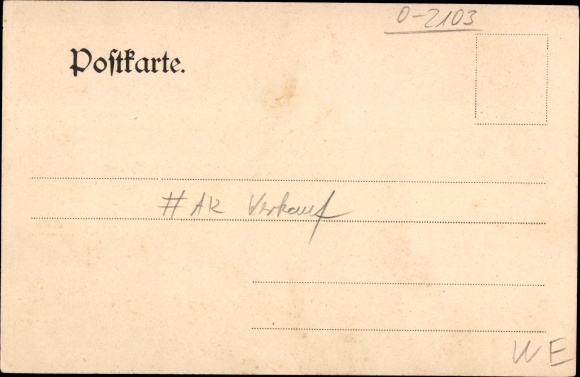 0-2103
Postkarte.
# AK Verkauf
WE